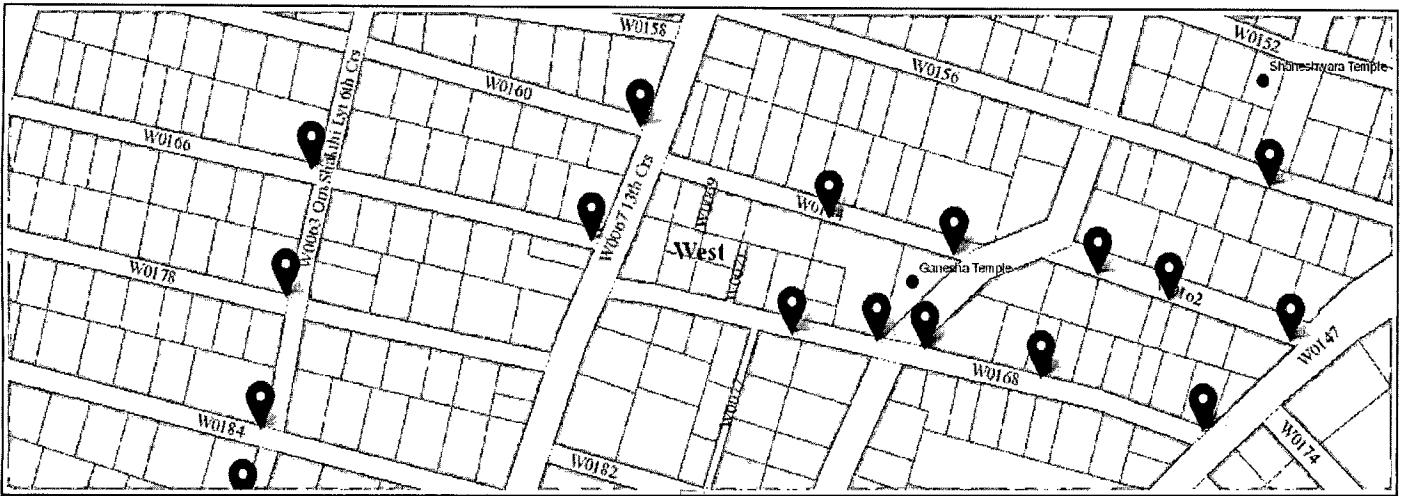 W0158
W0152
Shaneshwara Temple
W0156
W0160
W0166
W0063 Om Shakthi Lyt 6th Crs
W0067 13th Crs
West
Ganesha Temple
W0178
W0147
W0168
W0184
W0182
W0174